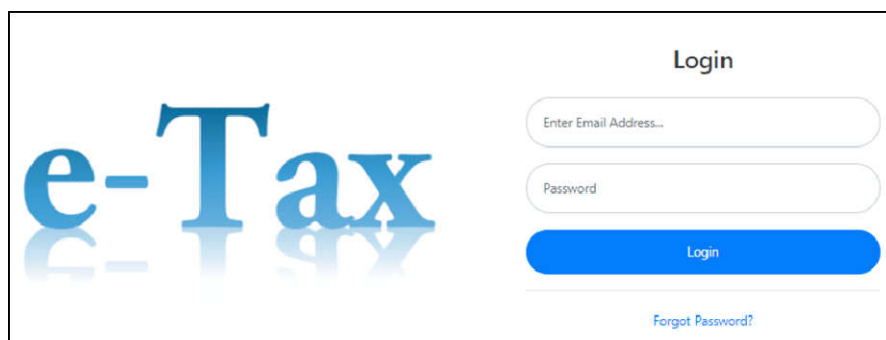 e-Tax
Login
Enter Email Address...
Password
Login
Forgot Password?